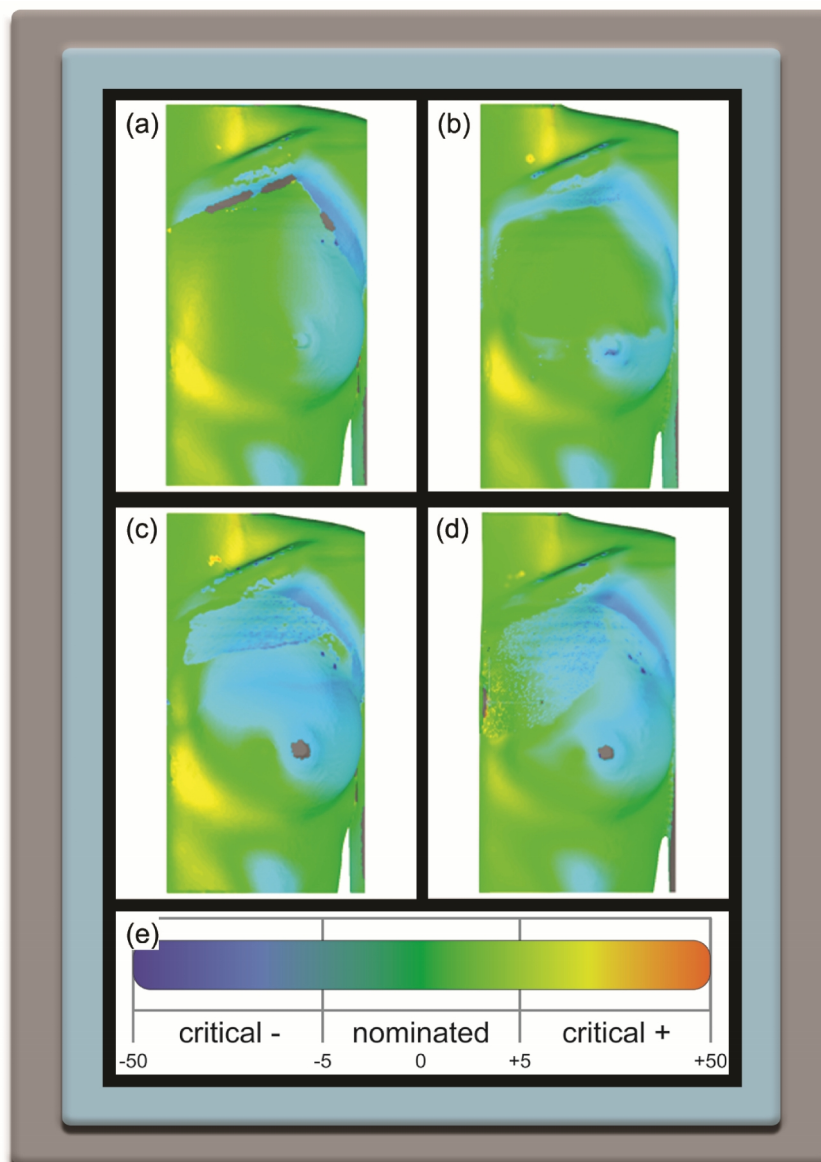 (a)
(b)
(c)
(d)
(e)
critical - nominated critical +
-50 -5 0 +5 +50